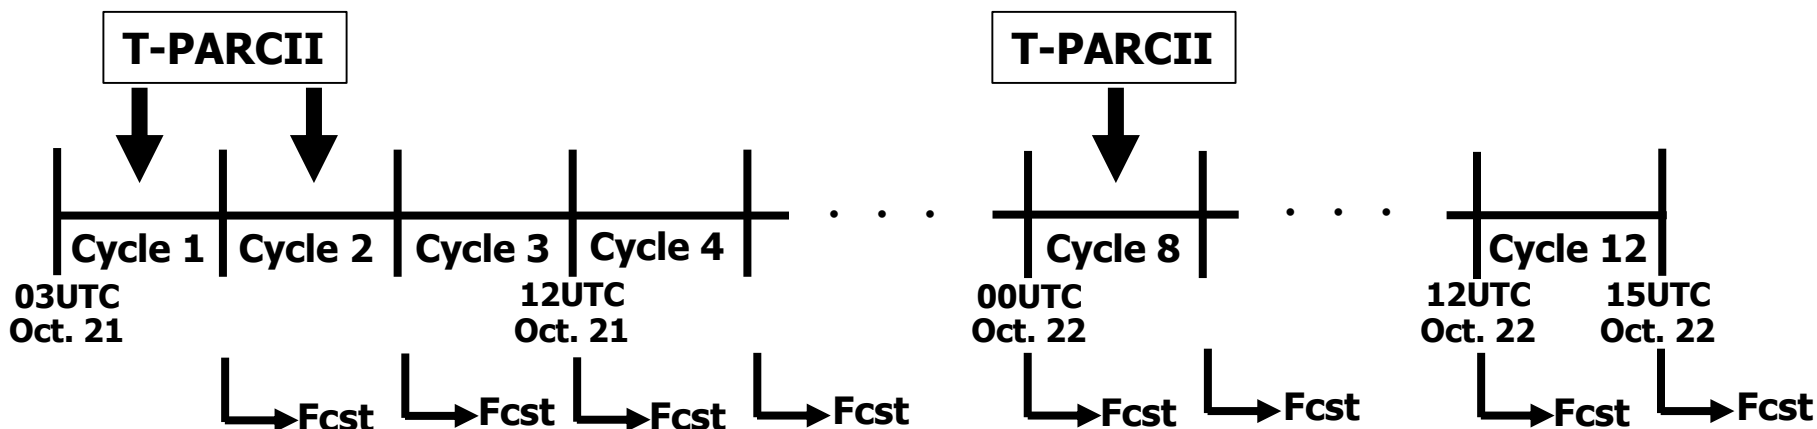 T-PARCII
T-PARCII
Cycle 1
Cycle 2
Cycle 3
Cycle 4
. . .
Cycle 8
. . .
Cycle 12
03UTC
Oct. 21
12UTC
Oct. 21
00UTC
Oct. 22
12UTC
Oct. 22
15UTC
Oct. 22
Fcst
Fcst
Fcst
Fcst
Fcst
Fcst
Fcst
Fcst